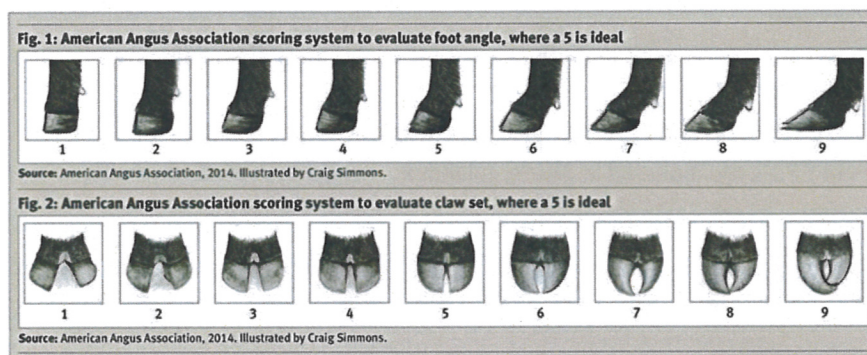 Fig. 1: American Angus Association scoring system to evaluate foot angle, where a 5 is ideal
1 2 3 4 5 6 7 8 9
Source: American Angus Association, 2014. Illustrated by Craig Simmons.
Fig. 2: American Angus Association scoring system to evaluate claw set, where a 5 is ideal
1 2 3 4 5 6 7 8 9
Source: American Angus Association, 2014. Illustrated by Craig Simmons.